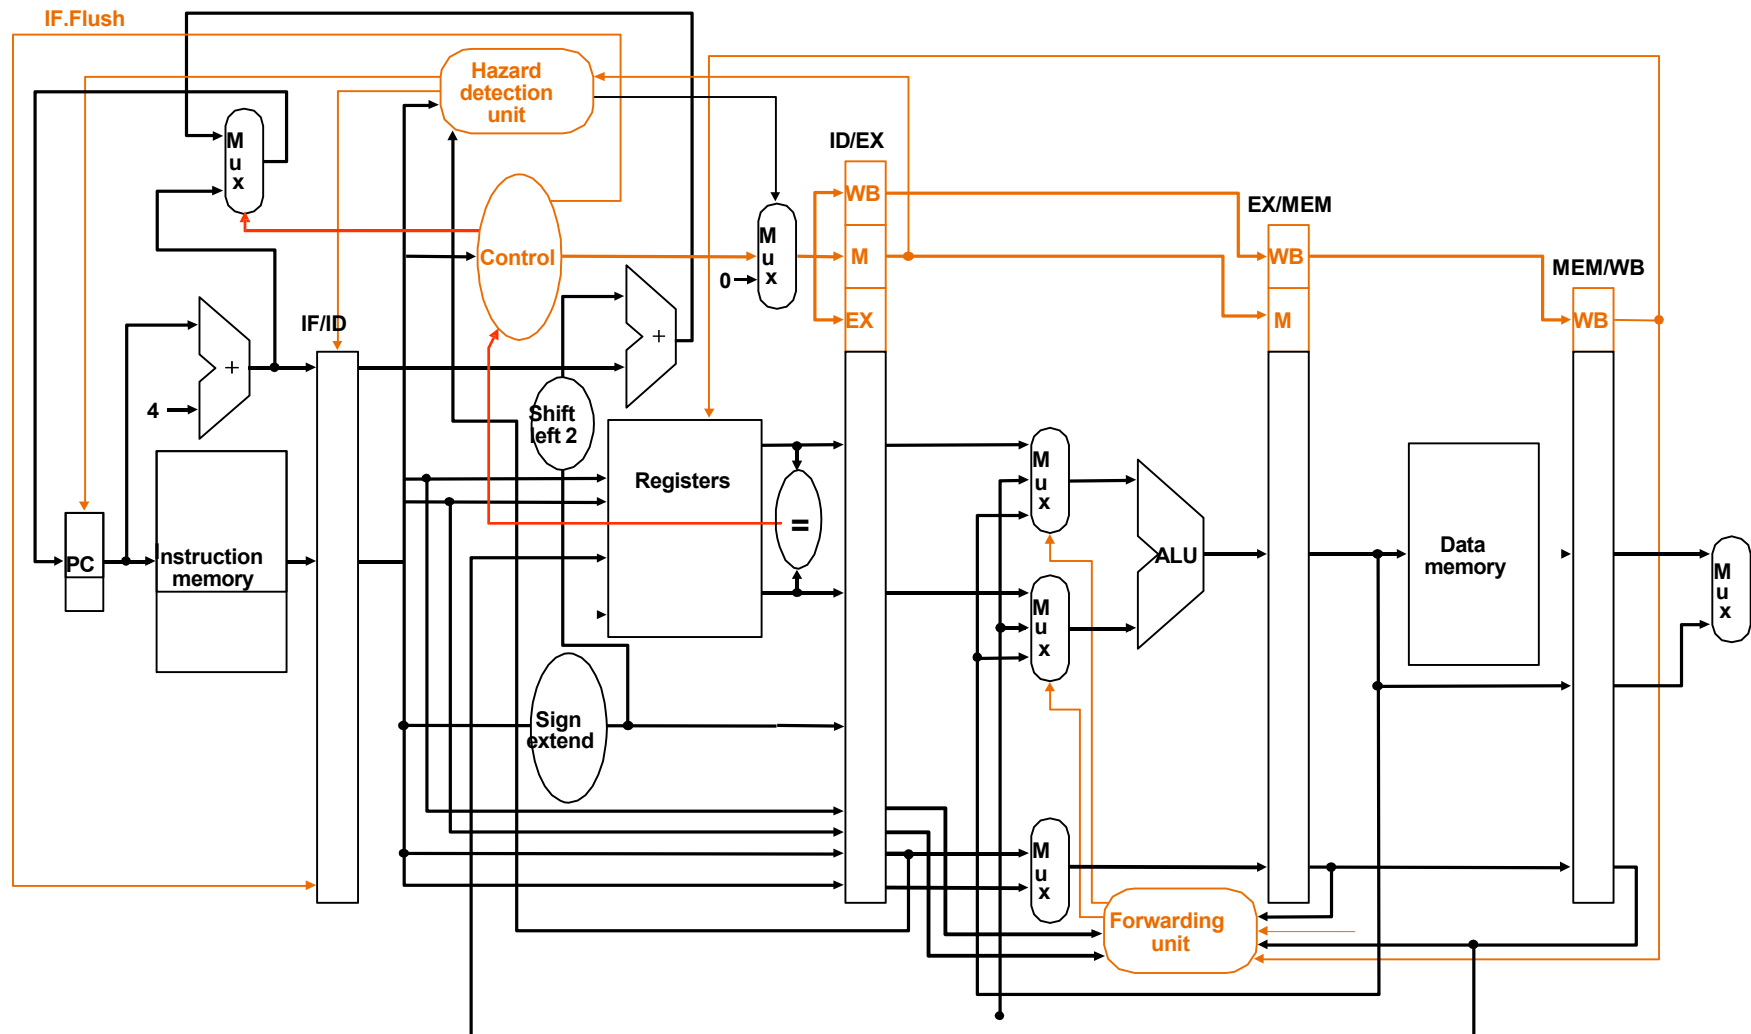 IF.Flush
Hazard
detection
unit
M
u
x
ID/EX
WB
EX/MEM
Control
M
u
x
0
M
WB
MEM/WB
IF/ID
EX
M
WB
+
+
4
Shift
left 2
Registers
M
u
x
=
PC
Instruction
memory
ALU
Data
memory
M
u
x
M
u
x
Sign
extend
M
u
x
Forwarding
unit